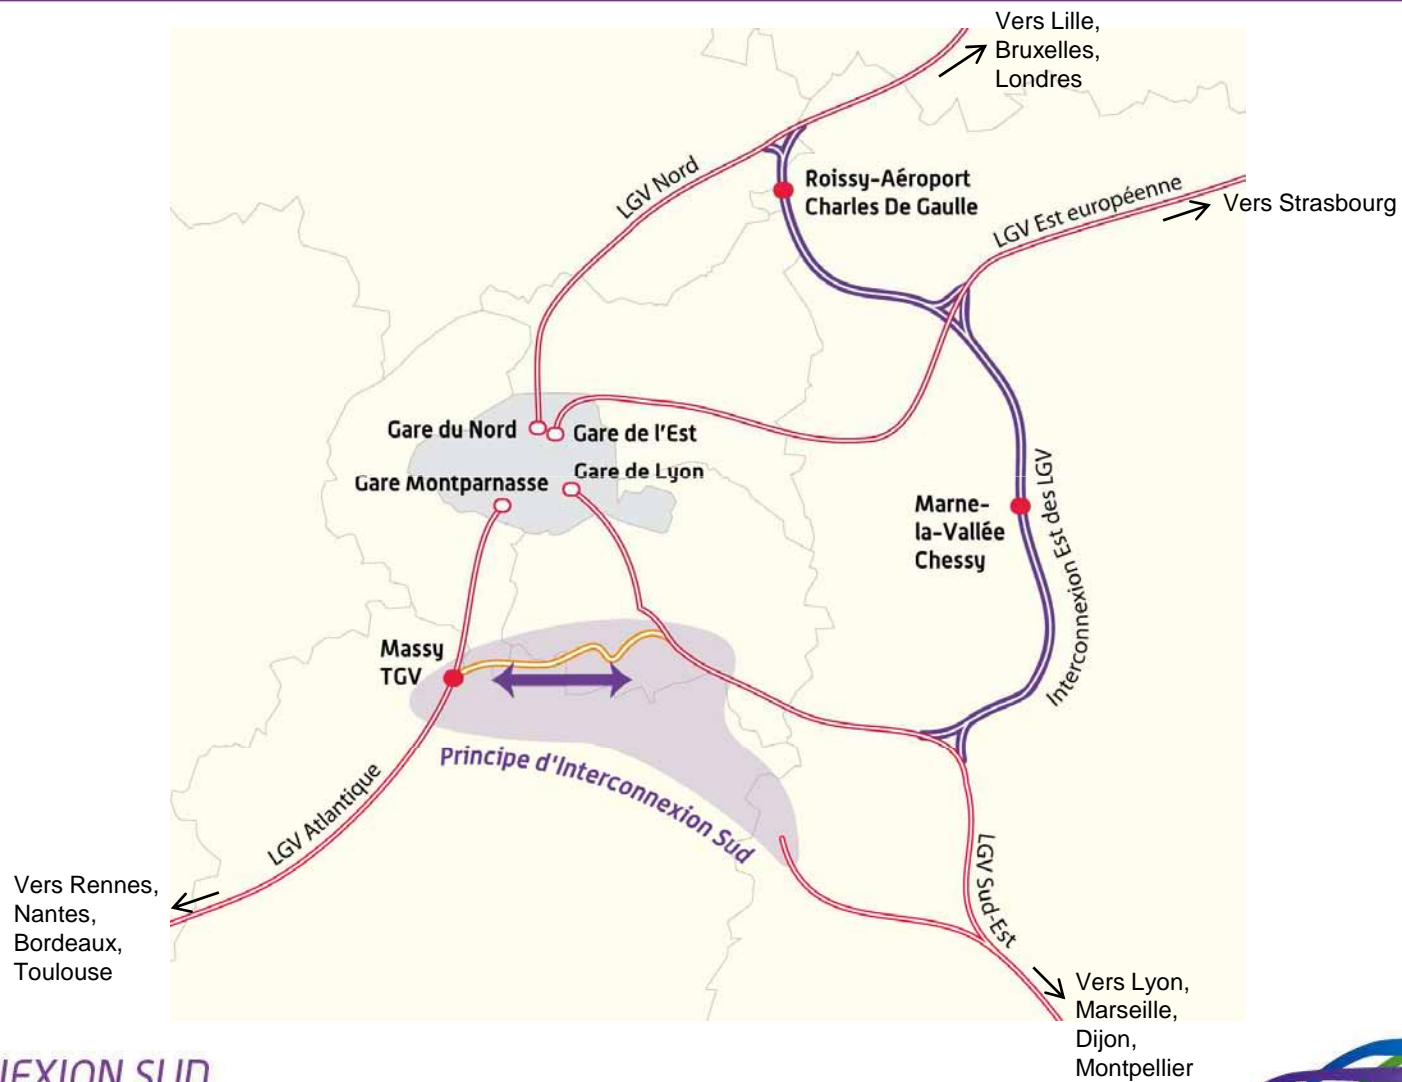 Vers Lille,
Bruxelles,
Londres
LGV Nord
Roissy-Aéroport
Charles De Gaulle
LGV Est européenne
Vers Strasbourg
Gare du Nord
Gare de l'Est
Gare de Lyon
Gare Montparnasse
Marne-
la-Vallée
Chessy
Interconnexion Est des LGV
Massy
TGV
Principe d'Interconnexion Sud
LGV Atlantique
LGV Sud-Est
Vers Rennes,
Nantes,
Bordeaux,
Toulouse
Vers Lyon,
Marseille,
Dijon,
Montpellier
NEXION SUD